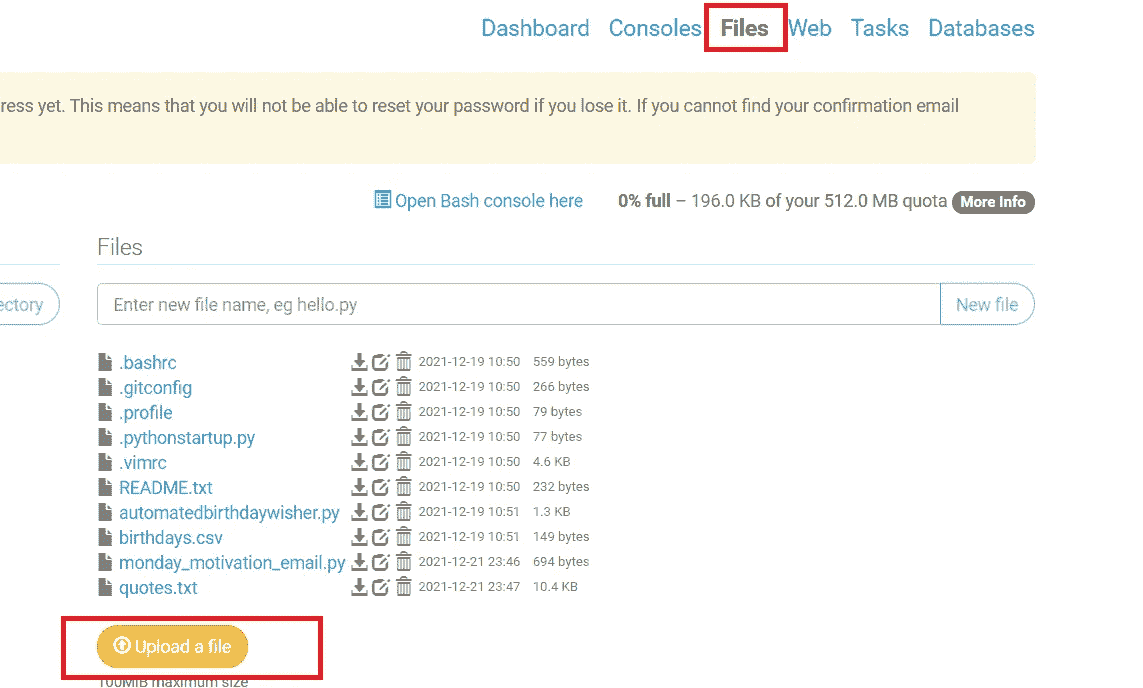 Dashboard Consoles Files Web Tasks Databases
ress yet. This means that you will not be able to reset your password if you lose it. If you cannot find your confirmation email
Open Bash console here 0% full – 196.0 KB of your 512.0 MB quota More Info
Files
ectory Enter new file name, eg hello.py New file
.bashrc 2021-12-19 10:50 559 bytes
.gitconfig 2021-12-19 10:50 266 bytes
.profile 2021-12-19 10:50 79 bytes
.pythonstartup.py 2021-12-19 10:50 77 bytes
.vimrc 2021-12-19 10:50 4.6 KB
README.txt 2021-12-19 10:50 232 bytes
automatedbirthdaywisher.py 2021-12-19 10:51 1.3 KB
birthdays.csv 2021-12-19 10:51 149 bytes
monday_motivation_email.py 2021-12-21 23:46 694 bytes
quotes.txt 2021-12-21 23:47 10.4 KB
Upload a file
100MiB maximum size